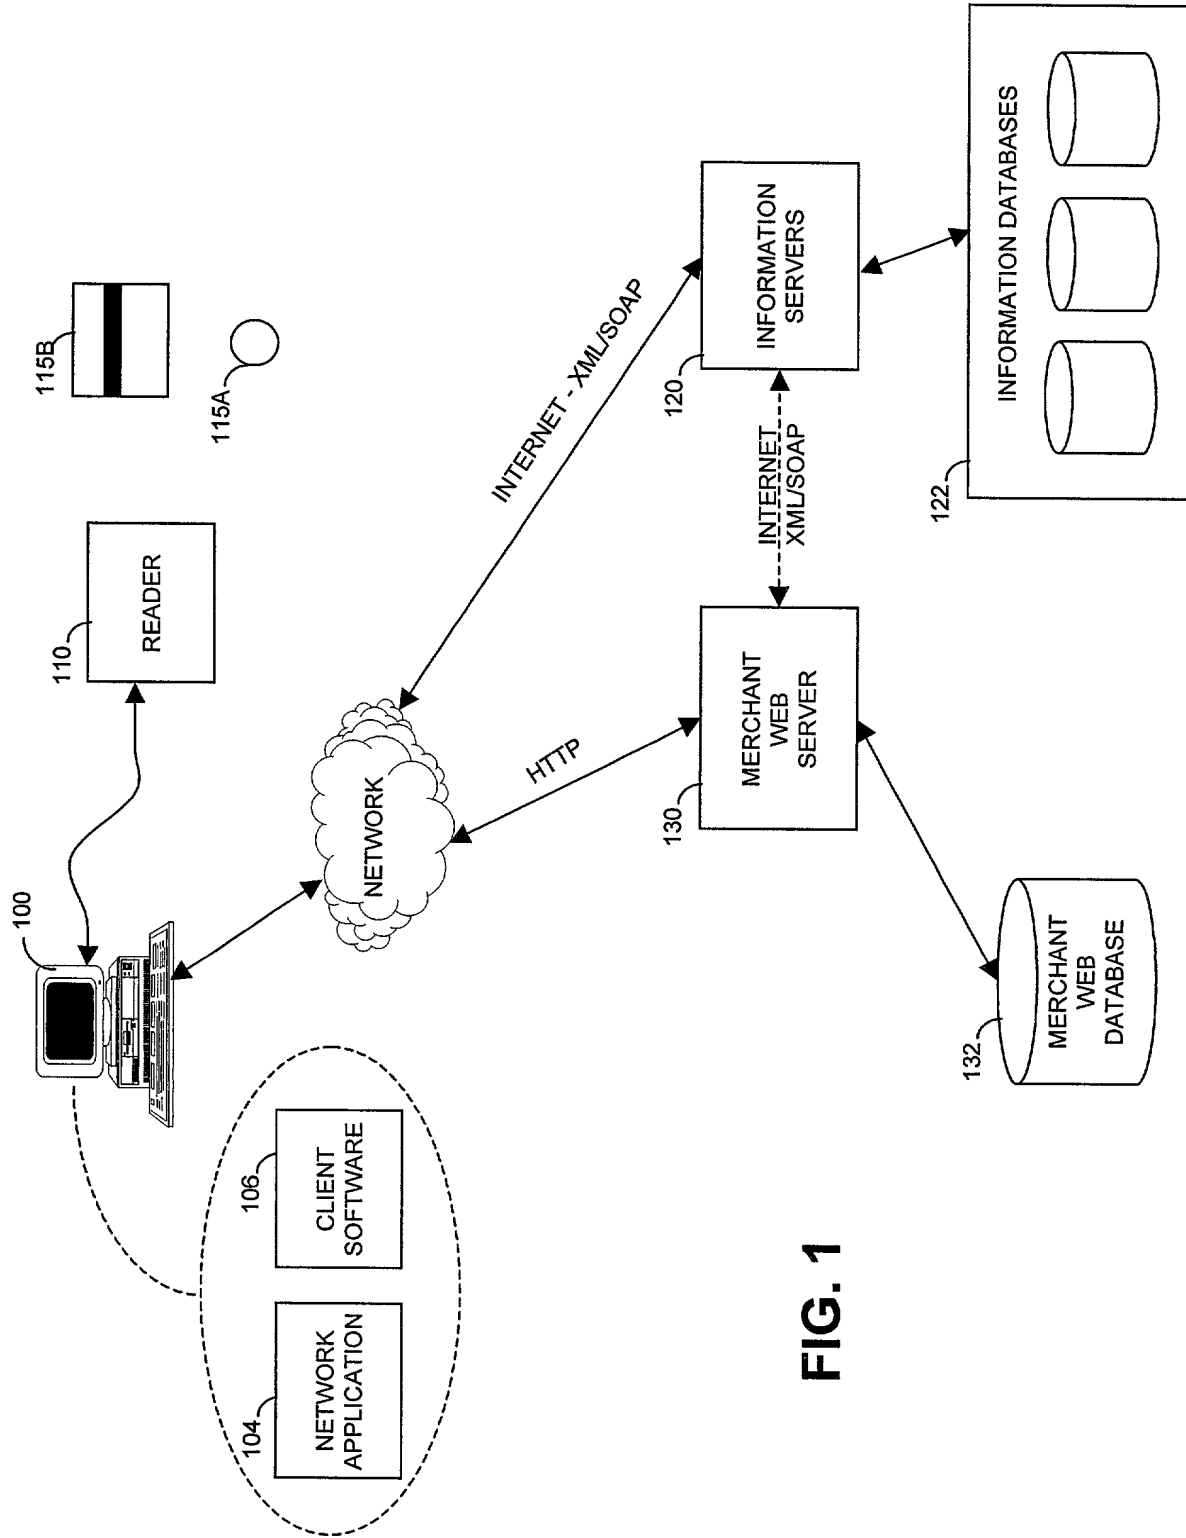 100
110
READER
115B
115A
104
NETWORK
APPLICATION
106
CLIENT
SOFTWARE
NETWORK
HTTP
INTERNET - XML/SOAP
130
MERCHANT
WEB
SERVER
INTERNET
XML/SOAP
120
INFORMATION
SERVERS
132
MERCHANT
WEB
DATABASE
122
INFORMATION DATABASES
FIG. 1